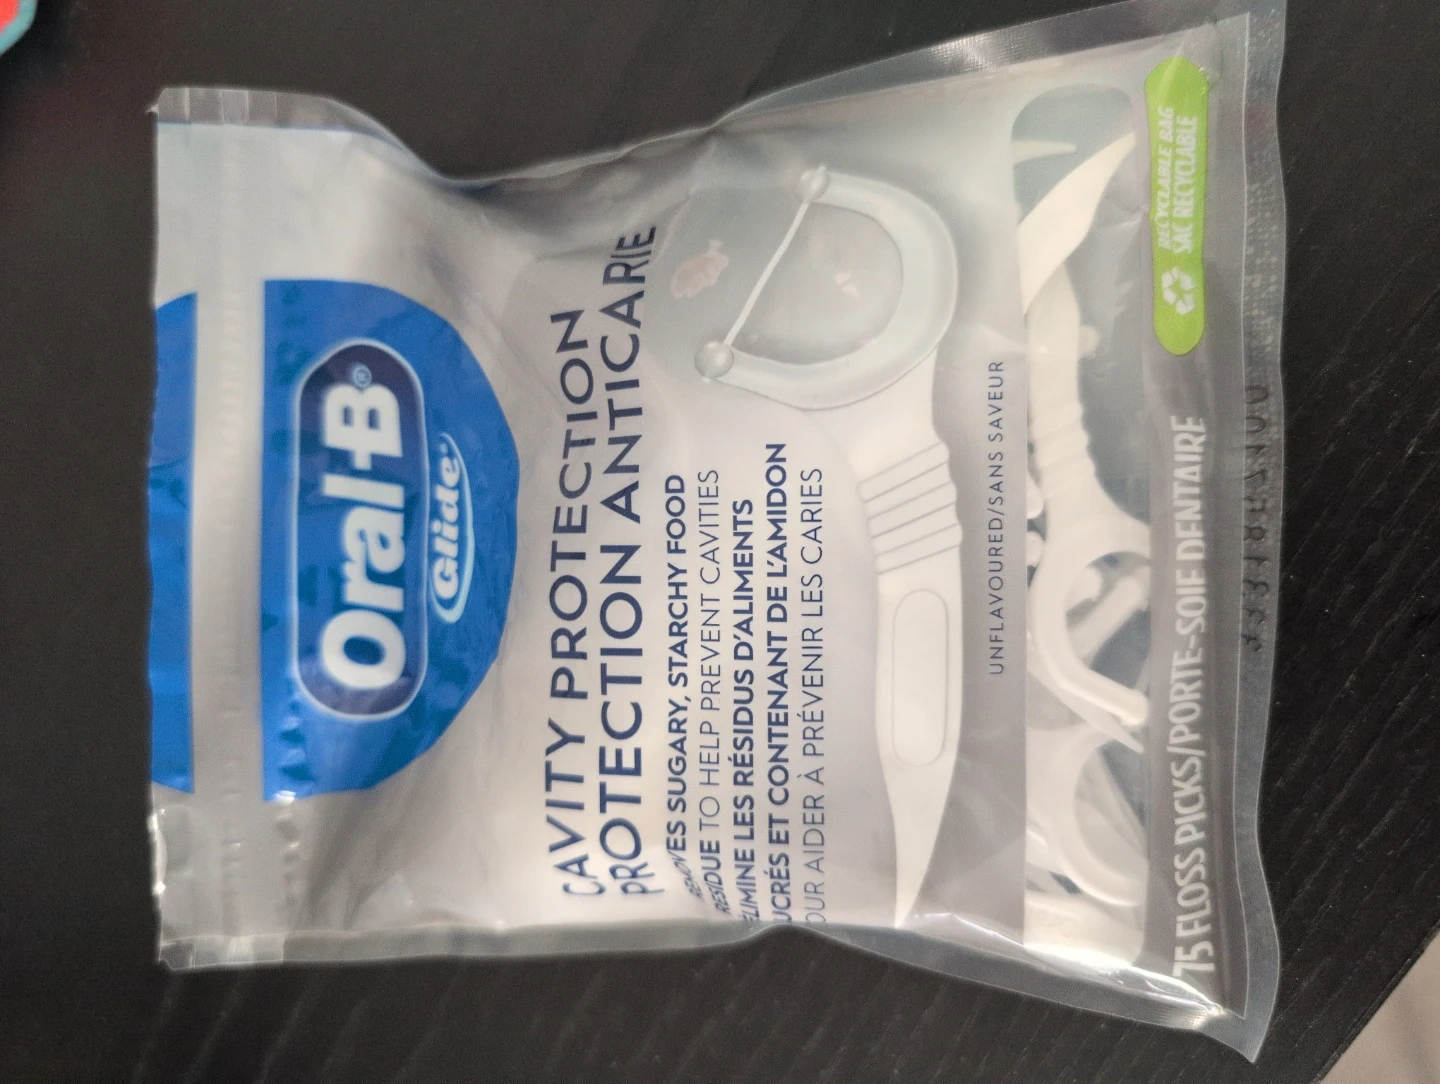 Oral-B®
Glide®
CAVITY PROTECTION
PROTECTION ANTICARIE
REMOVES SUGARY, STARCHY FOOD
RESIDUE TO HELP PREVENT CAVITIES
ÉLIMINE LES RÉSIDUS D'ALIMENTS
UCRÉS ET CONTENANT DE L'AMIDON
OUR AIDER À PRÉVENIR LES CARIES
UNFLAVOURED/SANS SAVEUR
RECYCLABLE BAG
SAC RECYCLABLE
75 FLOSS PICKS/PORTE-SOIE DENTAIRE